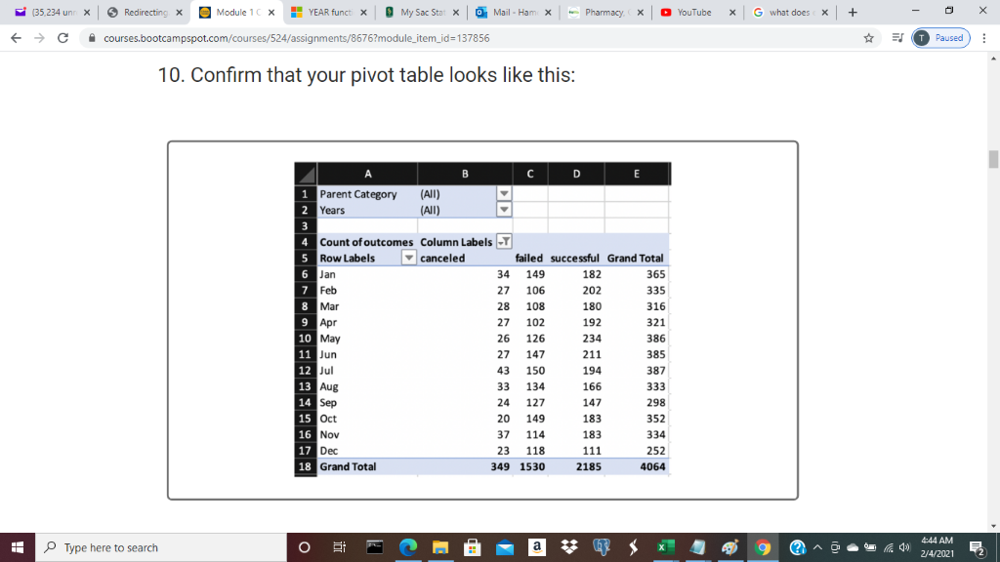 (35,234 unr
Redirecting
Module 1 C
YEAR functi
My Sac Stat
Mail - Ham
Pharmacy,
YouTube
what does
courses.bootcampspot.com/courses/524/assignments/8676?module_item_id=137856
T Paused
10. Confirm that your pivot table looks like this:
A B C D E
1 Parent Category (All)
2 Years (All)
3
4 Count of outcomes Column Labels
5 Row Labels canceled failed successful Grand Total
6 Jan 34 149 182 365
7 Feb 27 106 202 335
8 Mar 28 108 180 316
9 Apr 27 102 192 321
10 May 26 126 234 386
11 Jun 27 147 211 385
12 Jul 43 150 194 387
13 Aug 33 134 166 333
14 Sep 24 127 147 298
15 Oct 20 149 183 352
16 Nov 37 114 183 334
17 Dec 23 118 111 252
18 Grand Total 349 1530 2185 4064
Type here to search
4:44 AM
2/4/2021
2